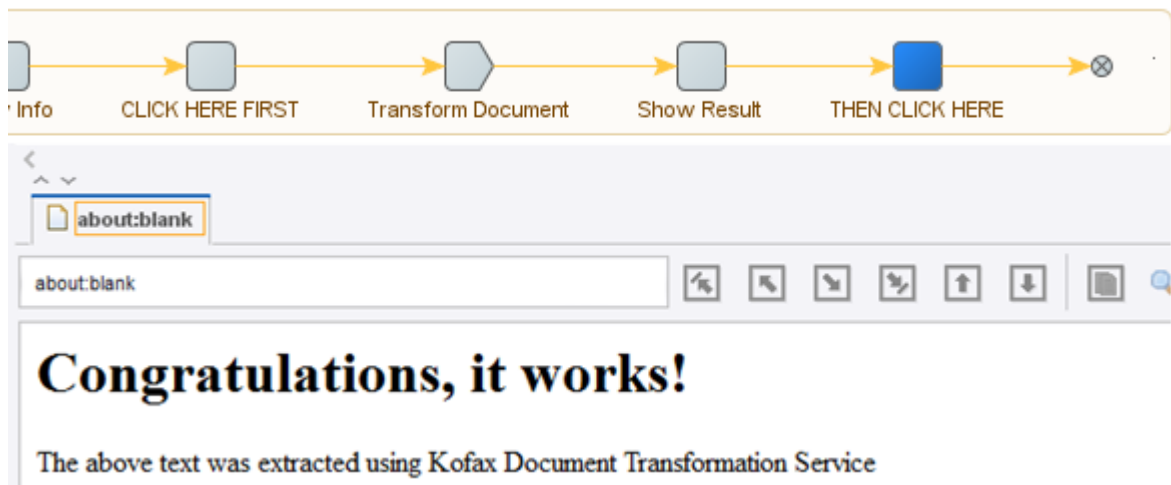 Info
CLICK HERE FIRST
Transform Document
Show Result
THEN CLICK HERE
about:blank
about:blank
Congratulations, it works!
The above text was extracted using Kofax Document Transformation Service